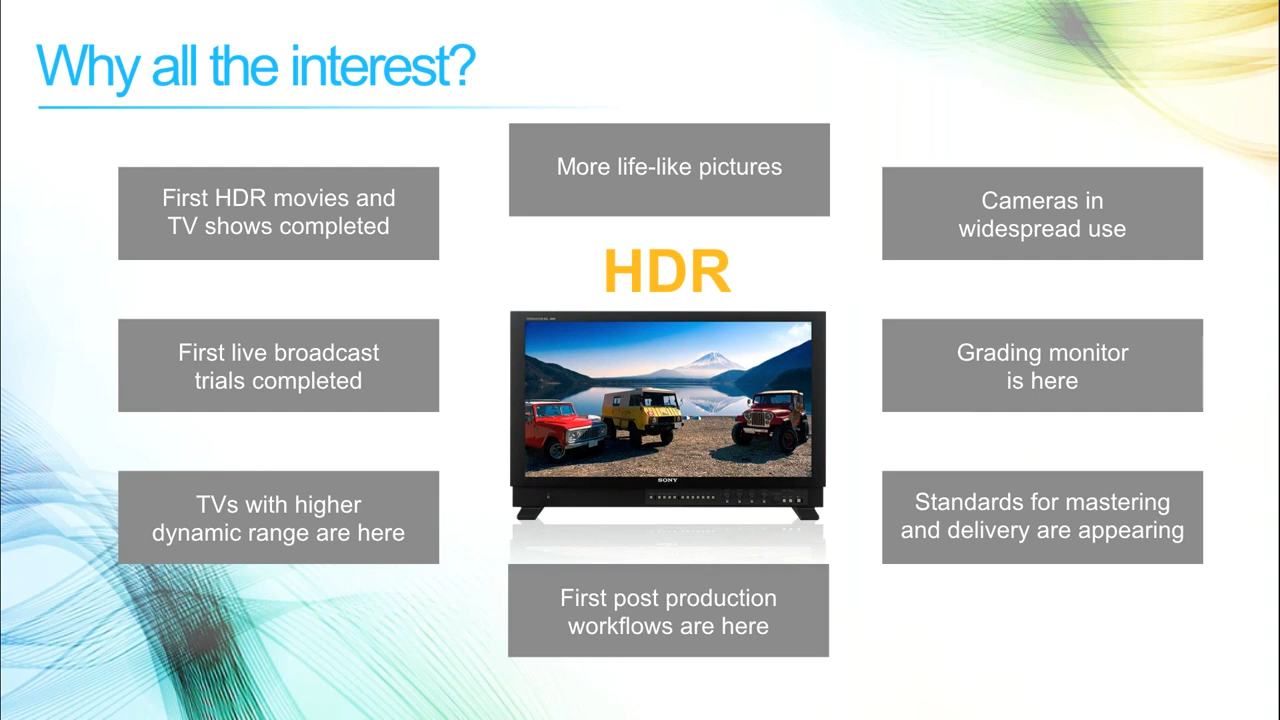 Why all the interest?
More life-like pictures
First HDR movies and
TV shows completed
Cameras in
widespread use
HDR
First live broadcast
trials completed
Grading monitor
is here
SONY
TVs with higher
dynamic range are here
Standards for mastering
and delivery are appearing
First post production
workflows are here